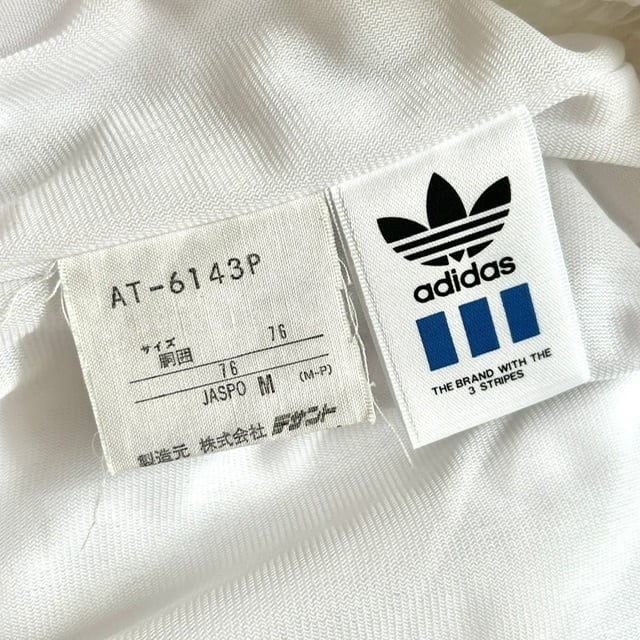 AT-6143P
サイズ 76
胴囲 76
JASPO M (M-P)
製造元 株式会社 デサント
adidas
THE BRAND WITH THE
3 STRIPES